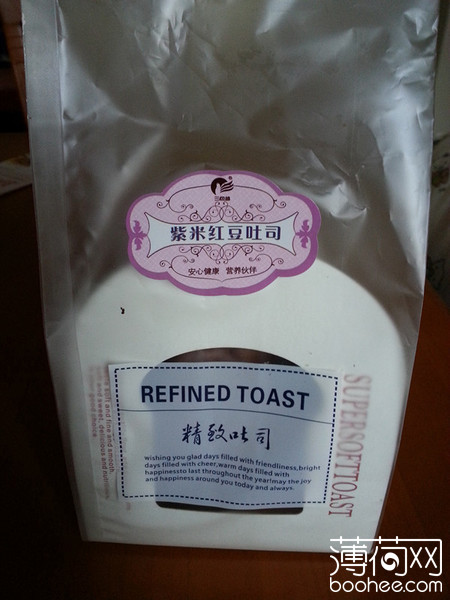 紫米红豆吐司
安心健康 营养伙伴
REFINED TOAST
精致吐司
wishing you glad days filled with friendliness,bright
days filled with cheer,warm days filled with
happinessto last throughout the year!may the joy
and happiness around you today and always.
SUPERSOFTTOAST
薄荷网
boohee.com